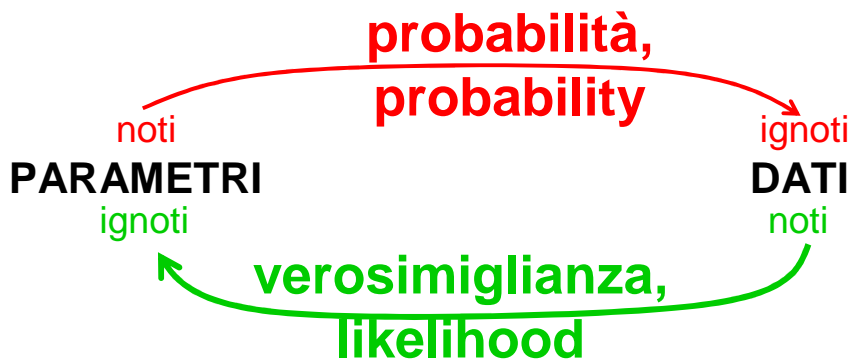 probabilità,
probability
noti
ignoti
PARAMETRI
DATI
ignoti
noti
verosimiglianza,
likelihood